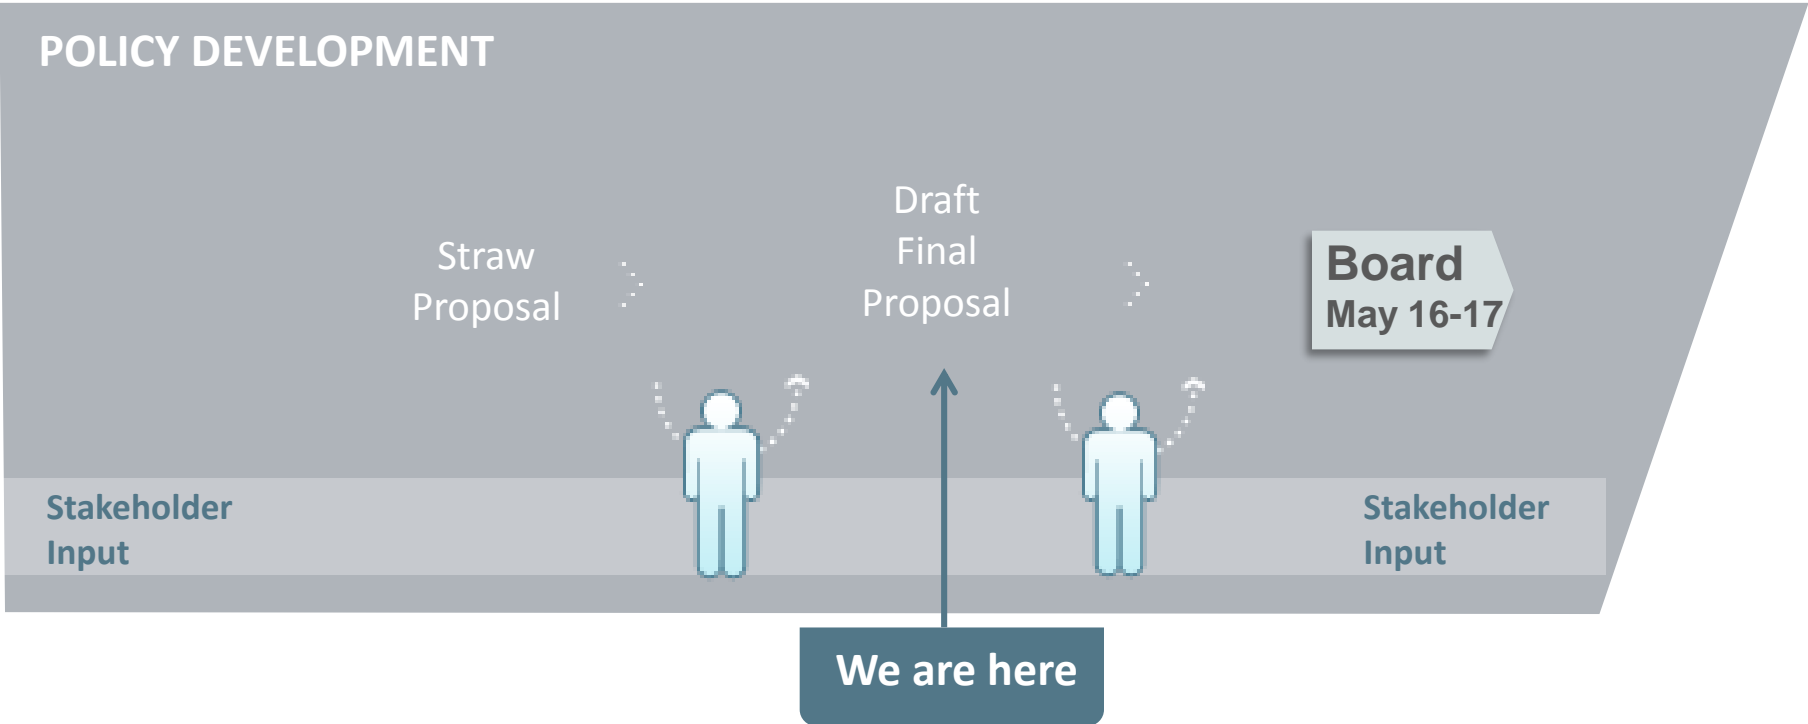 POLICY DEVELOPMENT
Straw
Proposal
Draft
Final
Proposal
Board
May 16-17
Stakeholder
Input
Stakeholder
Input
We are here